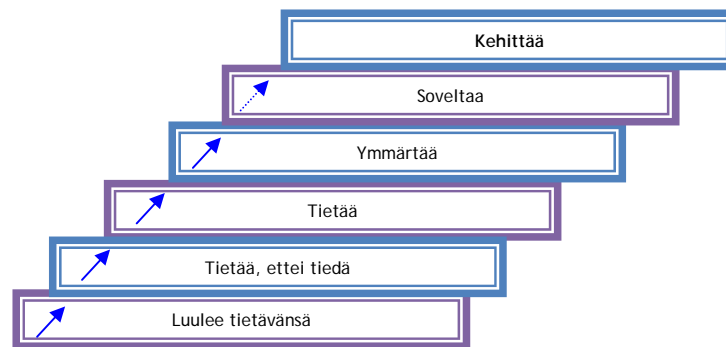 Kehittää
Soveltaa
Ymmärtää
Tietää
Tietää, ettei tiedä
Luulee tietävänsä